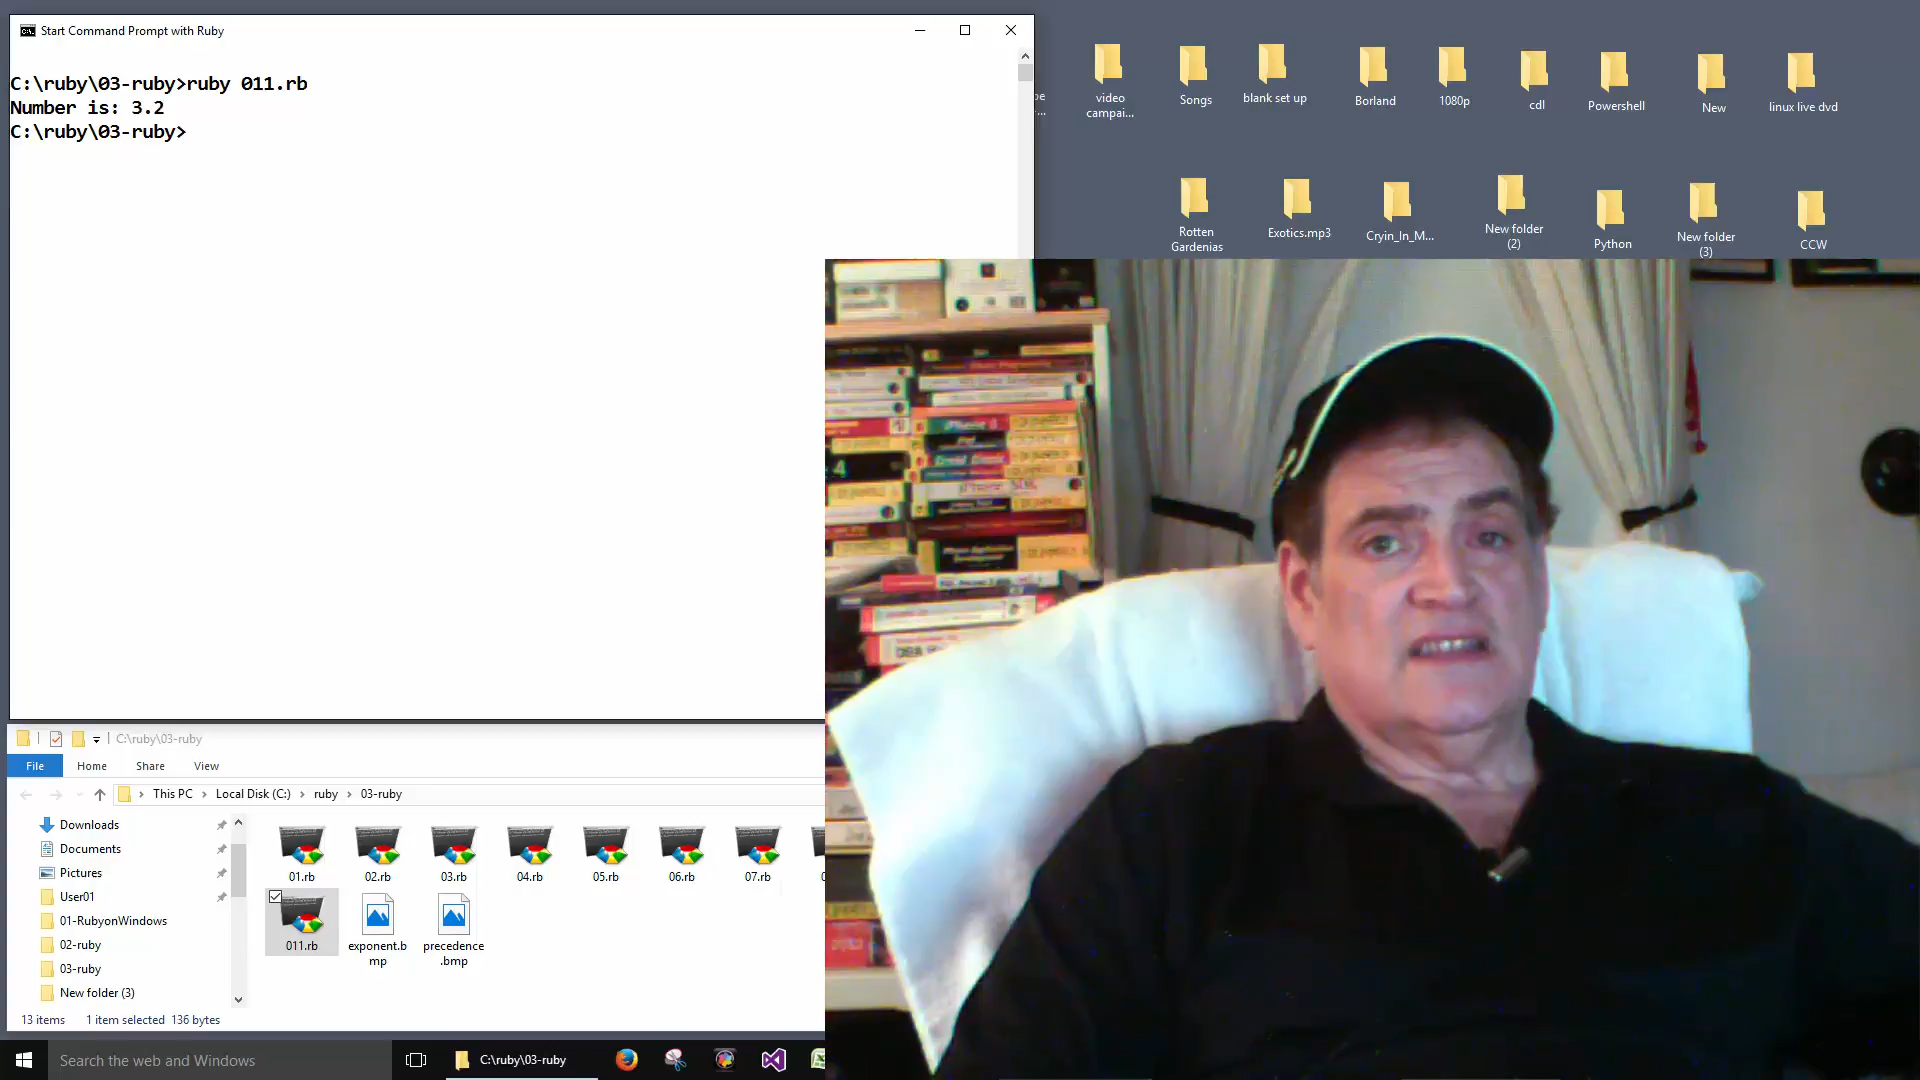 Start Command Prompt with Ruby
C:\ruby\03-ruby>ruby 011.rb
Number is: 3.2
C:\ruby\03-ruby>
video campai...
Songs
blank set up
Borland
1080p
cdl
Powershell
New
linux live dvd
Rotten Gardenias
Exotics.mp3
Cryin_In_M...
New folder (2)
Python
New folder (3)
CCW
C:\ruby\03-ruby
File Home Share View
This PC > Local Disk (C:) > ruby > 03-ruby
Downloads
Documents
Pictures
User01
01-RubyonWindows
02-ruby
03-ruby
New folder (3)
01.rb 02.rb 03.rb 04.rb 05.rb 06.rb 07.rb
011.rb
exponent.b
mp
precedence
.bmp
13 items 1 item selected 136 bytes
Search the web and Windows
C:\ruby\03-ruby